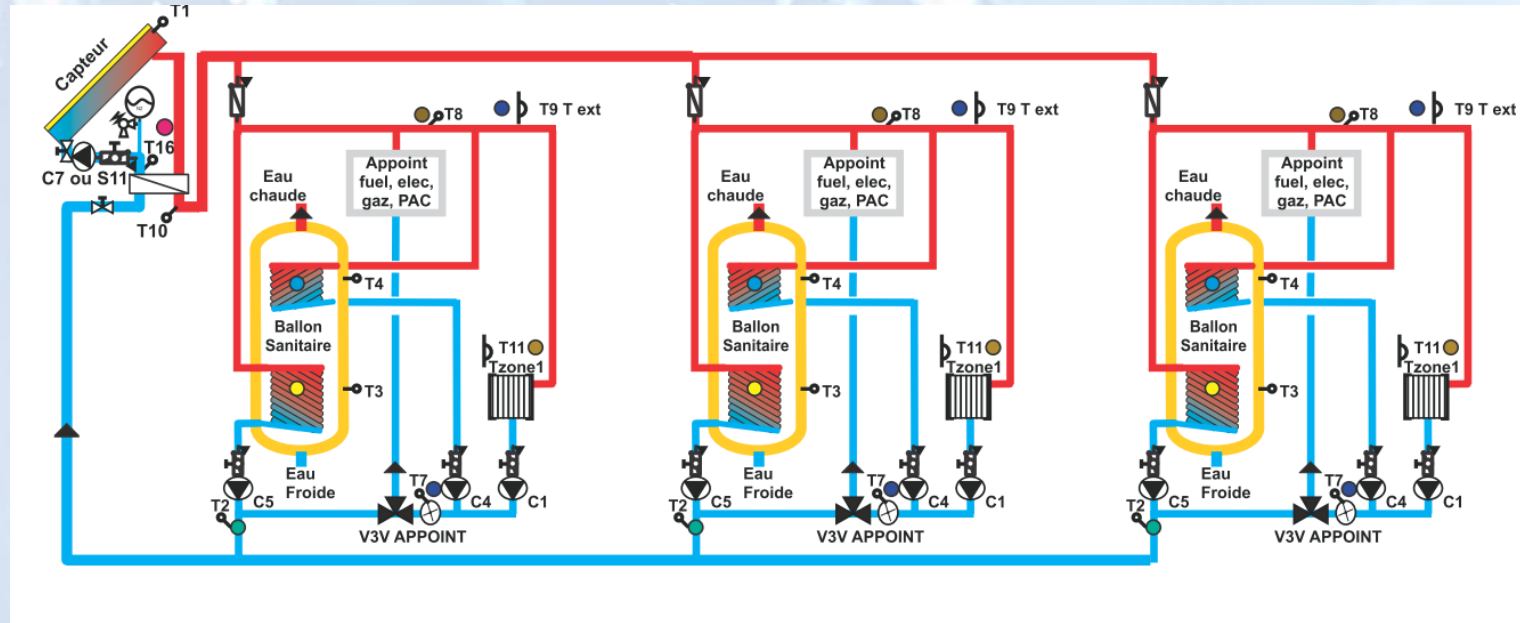 T1
Capteur
T16
C7 ou S11
T10
T8
T9 T ext
Appoint
fuel, elec,
gaz, PAC
Eau
chaude
T4
Ballon
Sanitaire
T11
Tzone1
T3
Eau
Froide
T7
T2
C5
C4
C1
V3V APPOINT
T8
T9 T ext
Appoint
fuel, elec,
gaz, PAC
Eau
chaude
T4
Ballon
Sanitaire
T11
Tzone1
T3
Eau
Froide
T7
T2
C5
C4
C1
V3V APPOINT
T8
T9 T ext
Appoint
fuel, elec,
gaz, PAC
Eau
chaude
T4
Ballon
Sanitaire
T11
Tzone1
T3
Eau
Froide
T7
T2
C5
C4
C1
V3V APPOINT